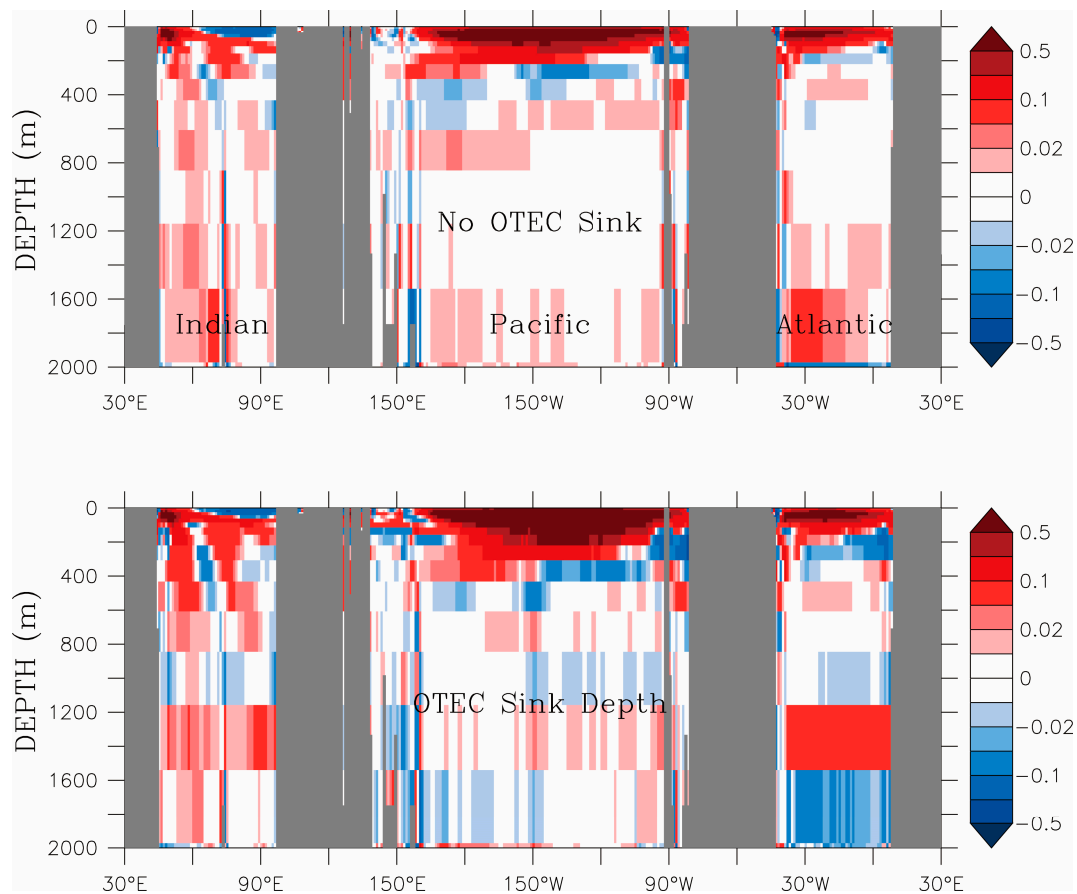 0
400
800
1200
1600
2000
DEPTH (m)
No OTEC Sink
Indian
Pacific
Atlantic
30°E
90°E
150°E
150°W
90°W
30°W
30°E
0.5
0.1
0.02
0
−0.02
−0.1
−0.5
0
400
800
1200
1600
2000
DEPTH (m)
OTEC Sink Depth
30°E
90°E
150°E
150°W
90°W
30°W
30°E
0.5
0.1
0.02
0
−0.02
−0.1
−0.5